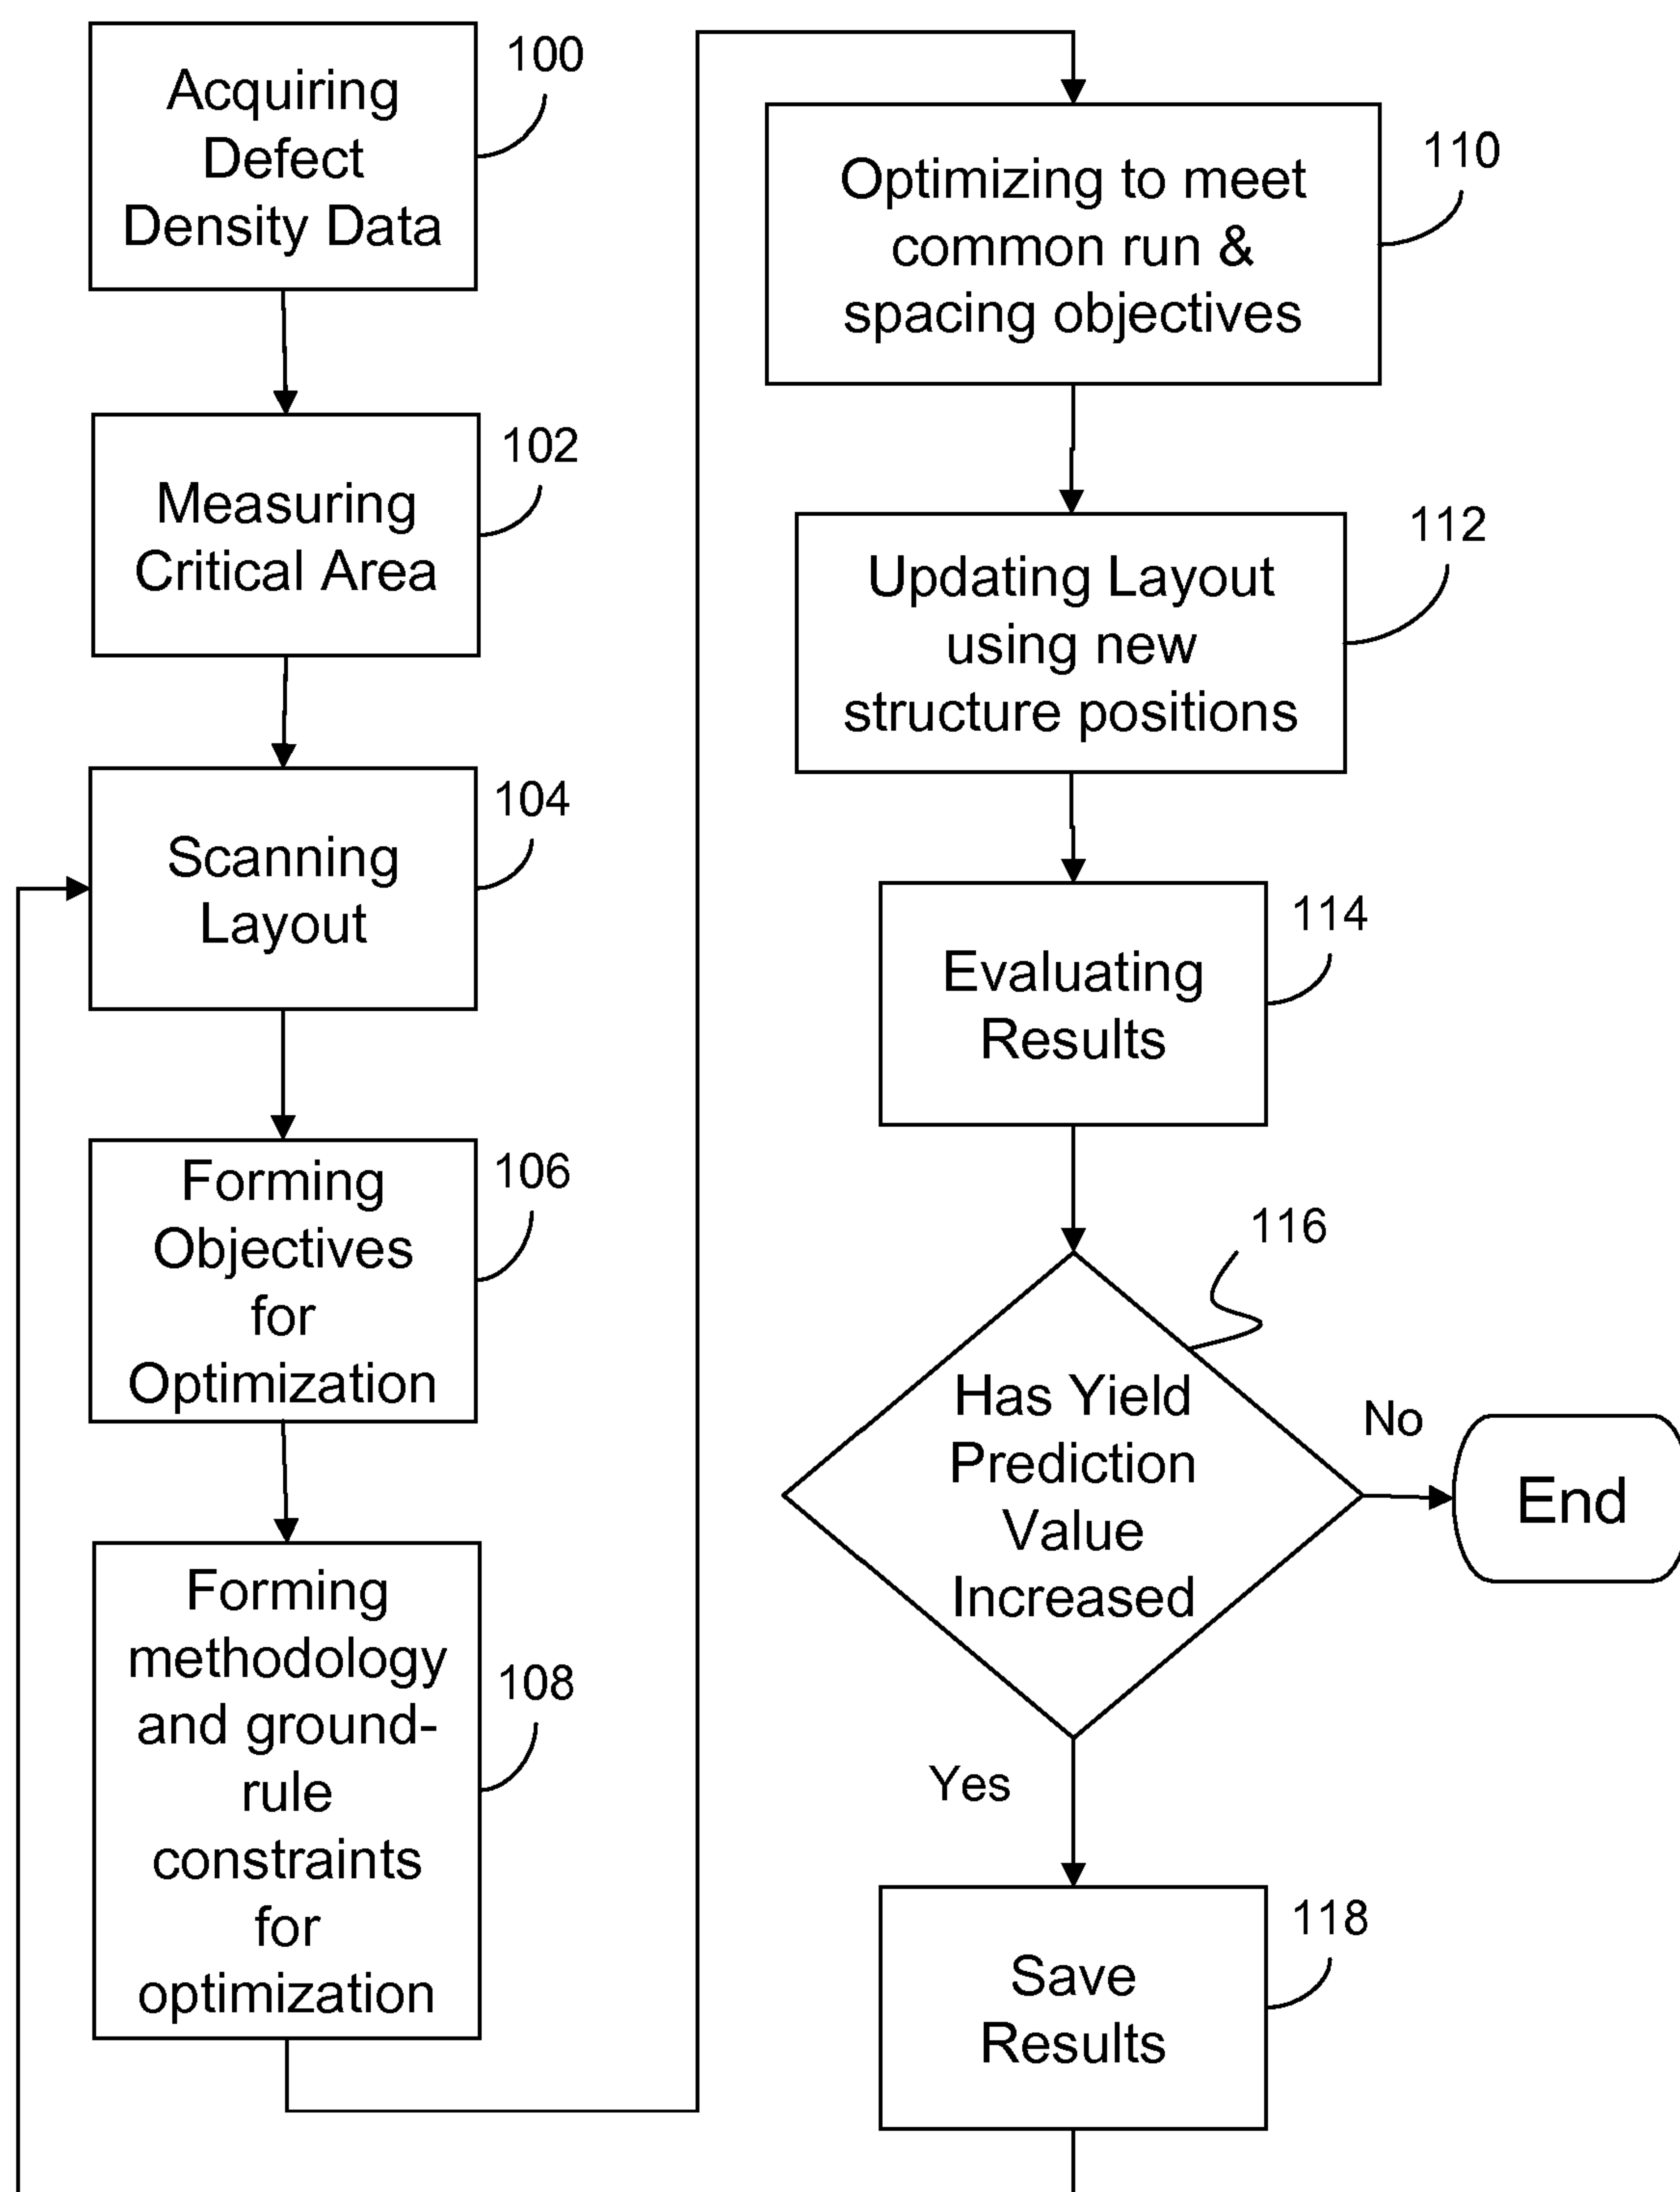 Acquiring
Defect
Density Data
100
Measuring
Critical Area
102
Scanning
Layout
104
Forming
Objectives
for
Optimization
106
Forming
methodology
and ground-
rule
constraints
for
optimization
108
Optimizing to meet
common run &
spacing objectives
110
Updating Layout
using new
structure positions
112
Evaluating
Results
114
Has Yield
Prediction
Value
Increased
116
No
End
Yes
Save
Results
118